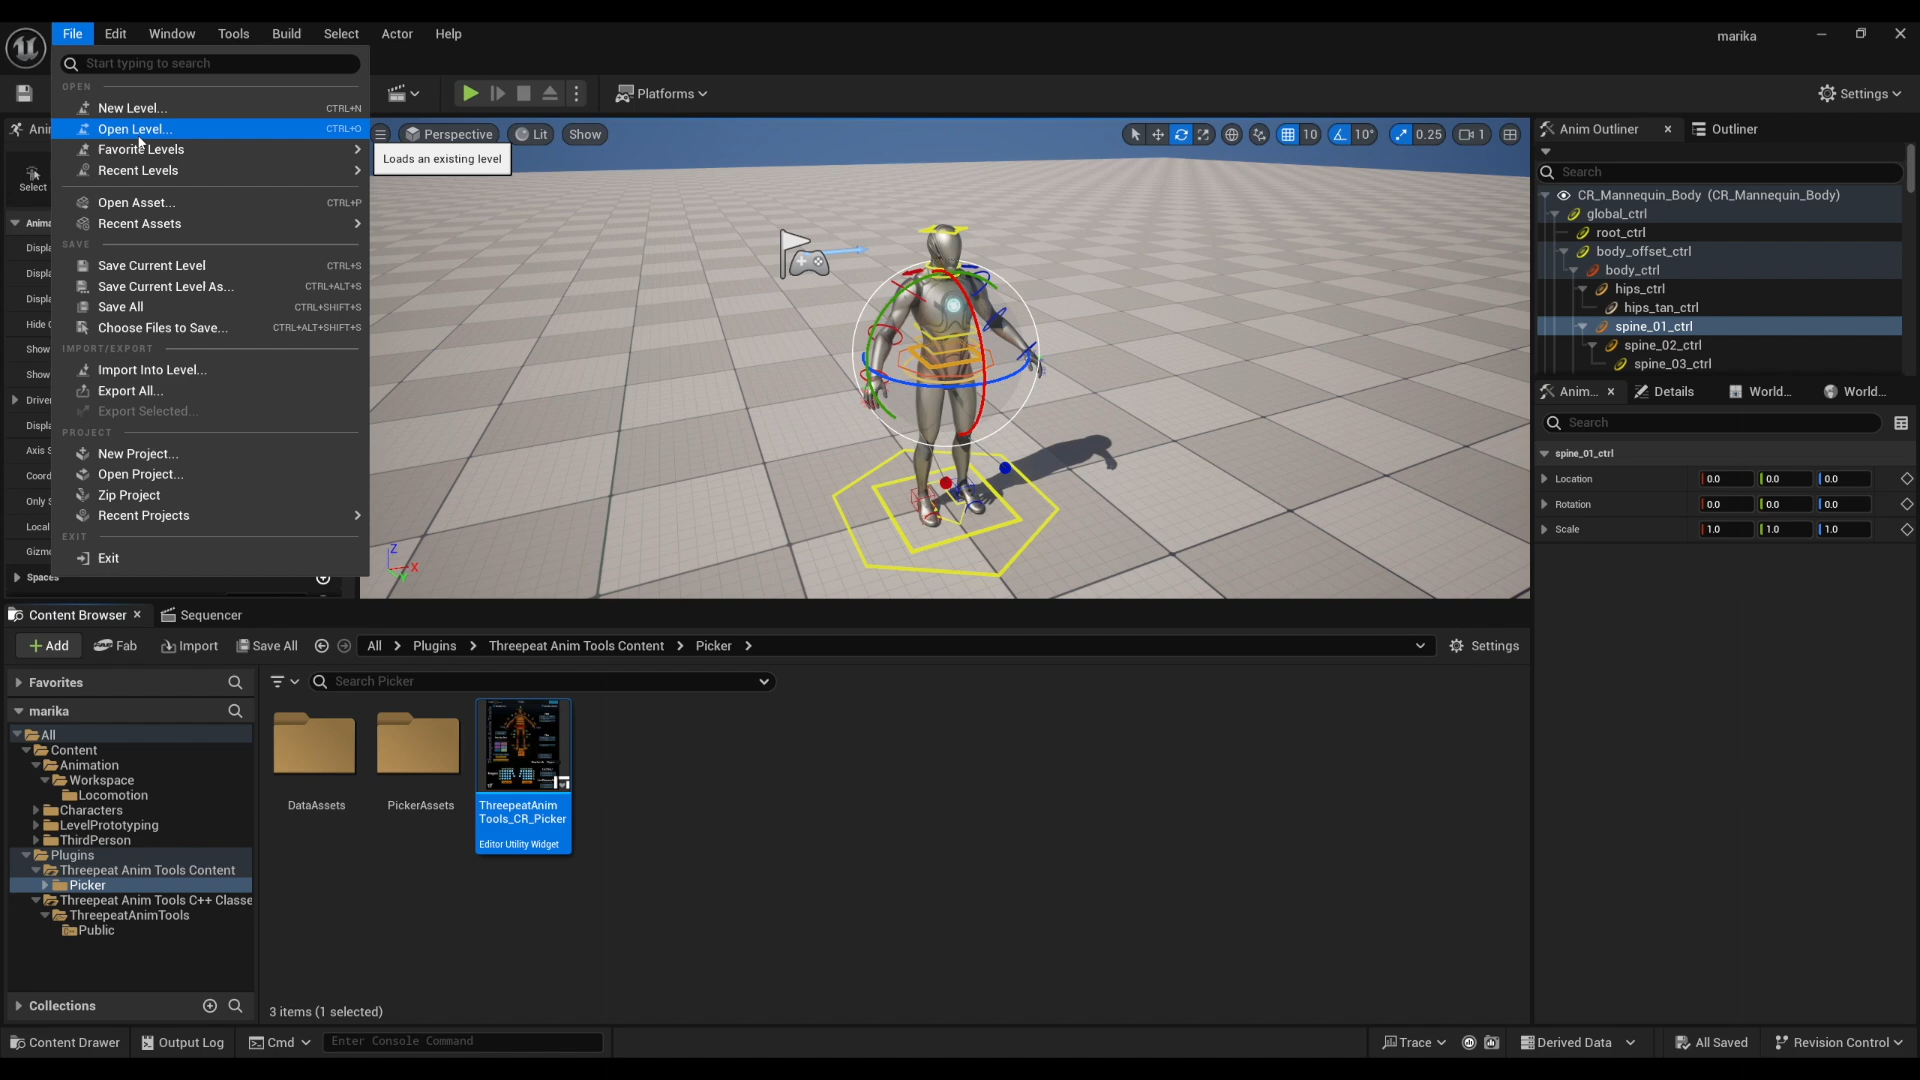 File Edit Window Tools Build Select Actor Help
marika
Start typing to search
Platforms
Settings
OPEN
New Level... CTRL+N
Open Level... CTRL+O
Favorite Levels
Recent Levels
Open Asset... CTRL+P
Recent Assets
SAVE
Save Current Level CTRL+S
Save Current Level As... CTRL+ALT+S
Save All CTRL+SHIFT+S
Choose Files to Save... CTRL+ALT+SHIFT+S
IMPORT/EXPORT
Import Into Level...
Export All...
Export Selected...
PROJECT
New Project...
Open Project...
Zip Project
Recent Projects
EXIT
Exit
Loads an existing level
Ani
Select
Anima
Displa
Displa
Displa
Hide C
Show
Show
Driver
Displa
Axis S
Coord
Only S
Local
Gizmo
Spaces
Perspective Lit Show
10 10° 0.25 1
Z
X
Y
Anim Outliner Outliner
Search
CR_Mannequin_Body (CR_Mannequin_Body)
global_ctrl
root_ctrl
body_offset_ctrl
body_ctrl
hips_ctrl
hips_tan_ctrl
spine_01_ctrl
spine_02_ctrl
spine_03_ctrl
Anim... Details World... World...
Search
spine_01_ctrl
Location 0.0 0.0 0.0
Rotation 0.0 0.0 0.0
Scale 1.0 1.0 1.0
Content Browser Sequencer
Add Fab Import Save All All Plugins Threepeat Anim Tools Content Picker Settings
Favorites
marika
All
Content
Animation
Workspace
Locomotion
Characters
LevelPrototyping
ThirdPerson
Plugins
Threepeat Anim Tools Content
Picker
Threepeat Anim Tools C++ Classe
ThreepeatAnimTools
Public
Collections
Search Picker
DataAssets
PickerAssets
ThreepeatAnim
Tools_CR_Picker
Editor Utility Widget
3 items (1 selected)
Content Drawer Output Log Cmd Enter Console Command Trace Derived Data All Saved Revision Control